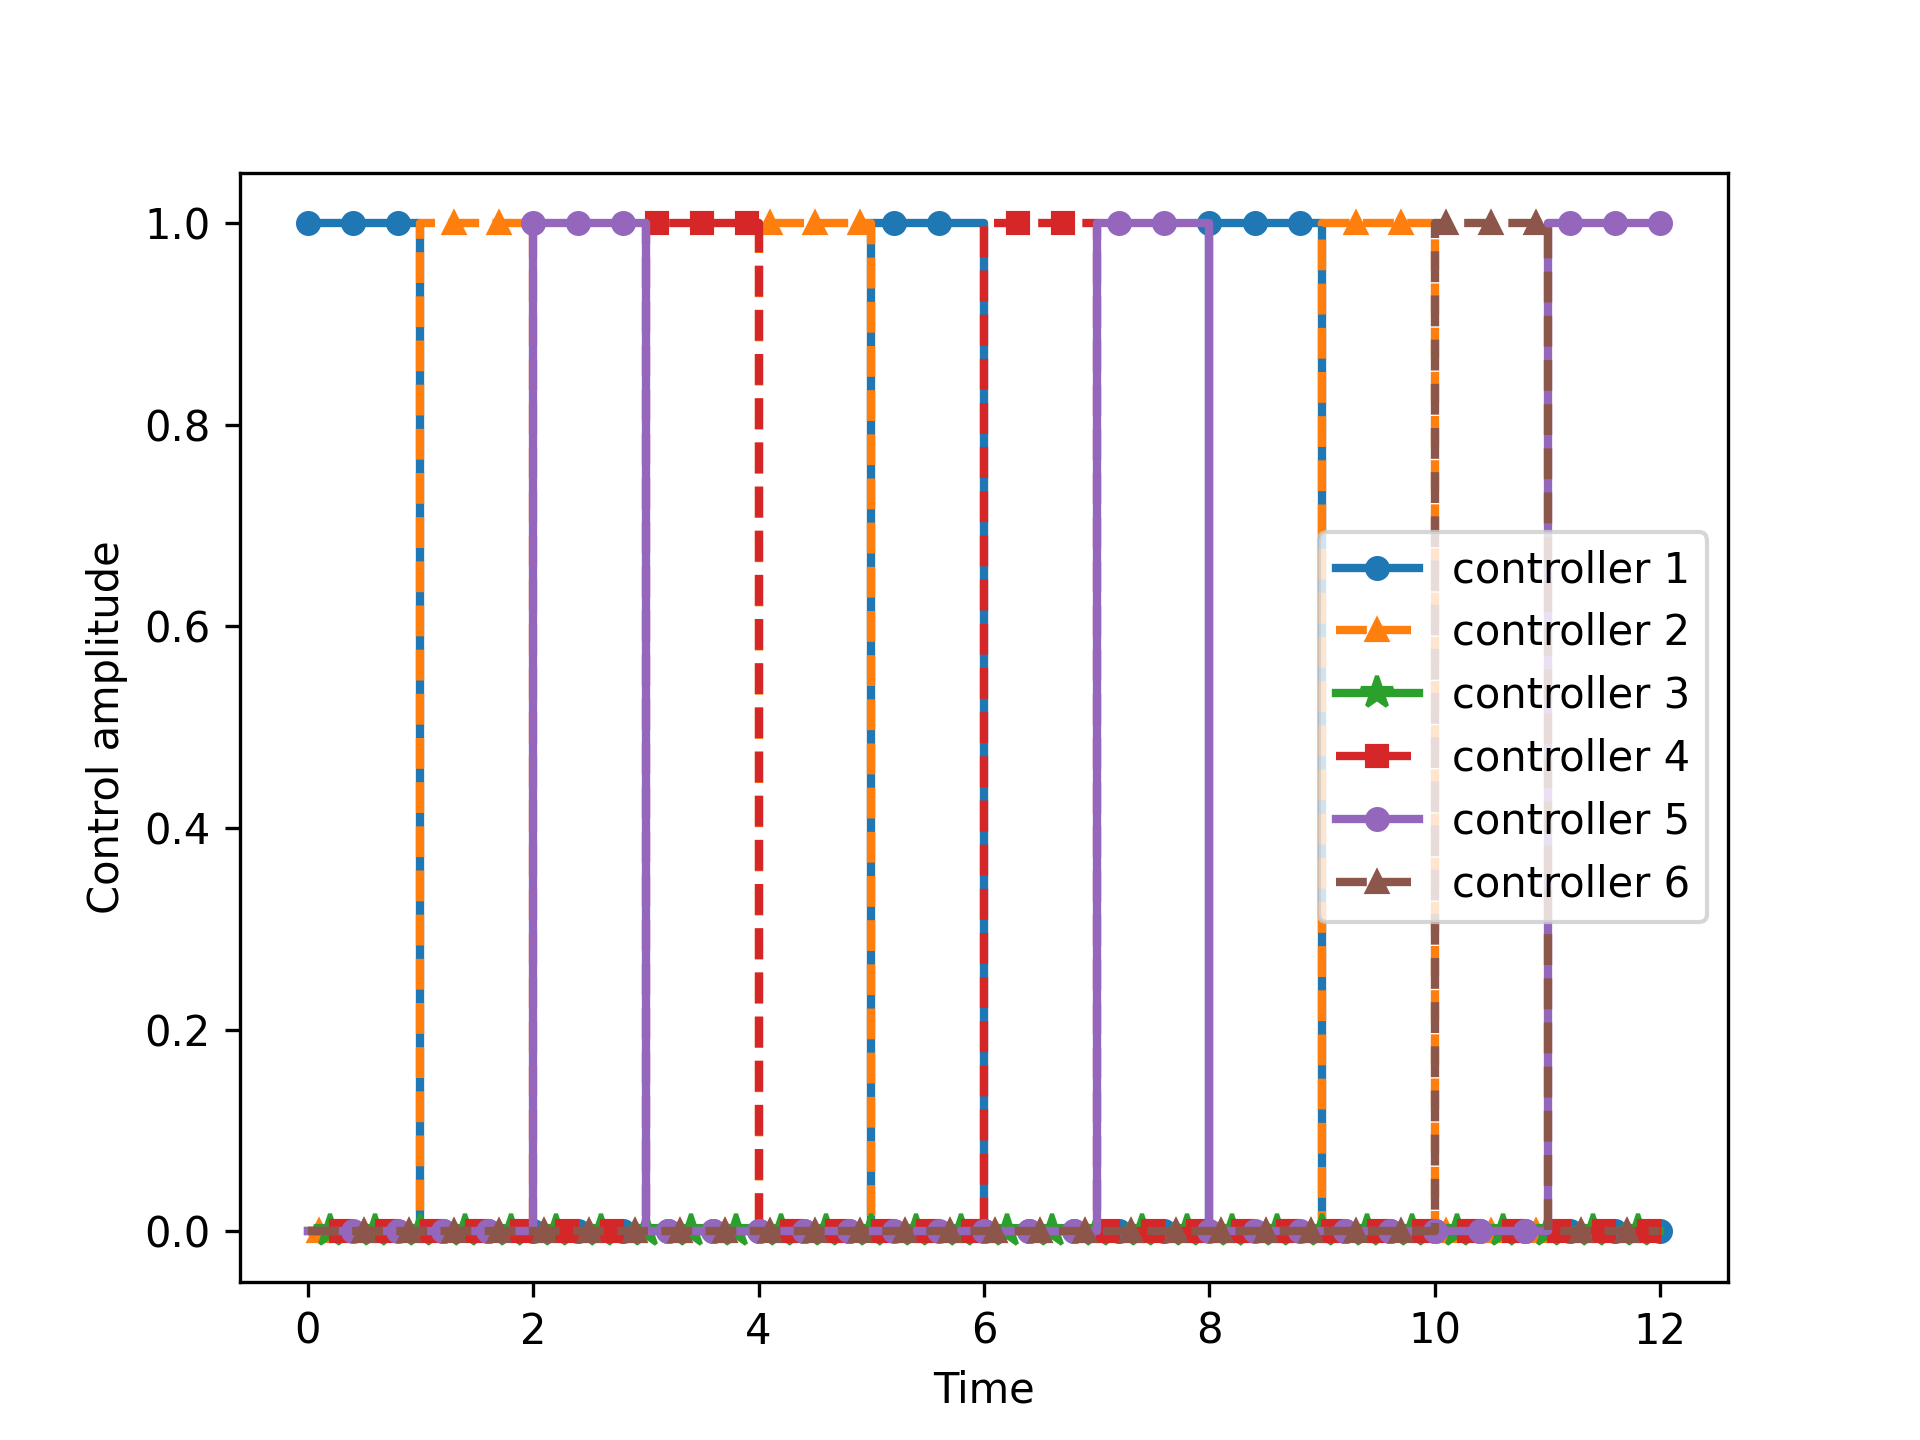 1.0
0.8
0.6
0.4
0.2
0.0
Control amplitude
controller 1
controller 2
controller 3
controller 4
controller 5
controller 6
0 2 4 6 8 10 12
Time